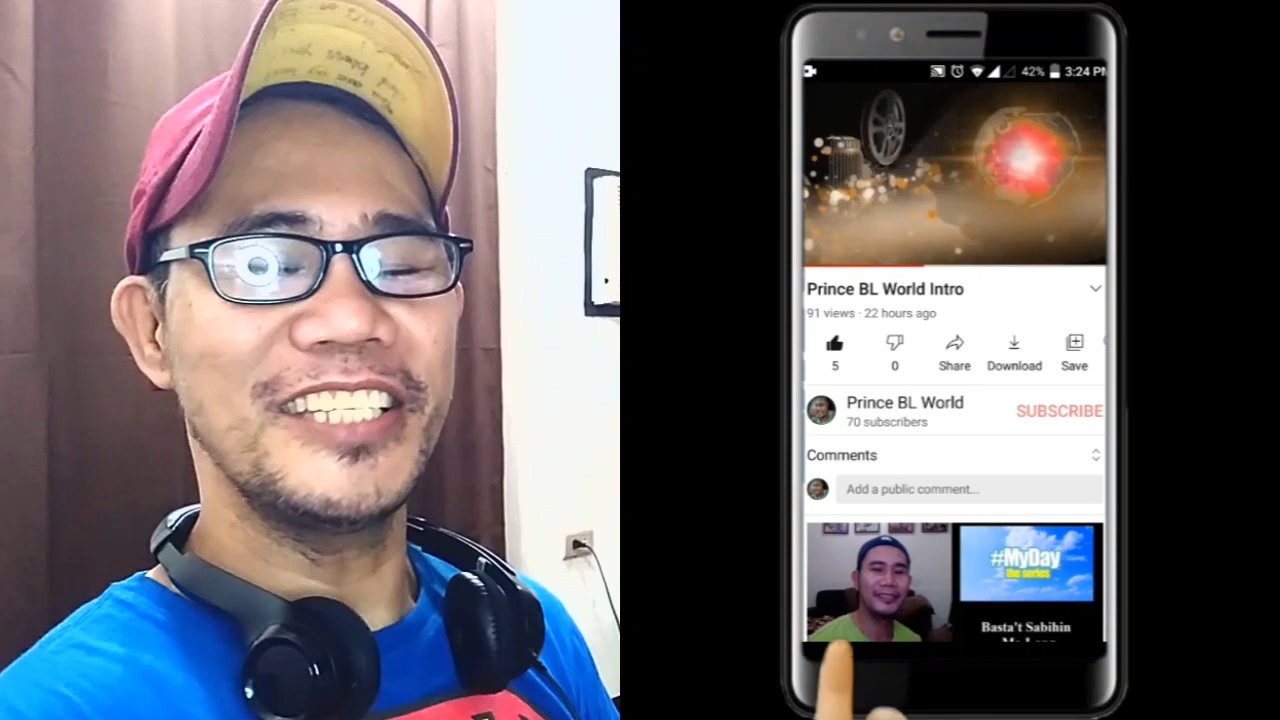 42% 3:24 PM
Prince BL World Intro
91 views · 22 hours ago
5
0
Share
Download
Save
Prince BL World
70 subscribers
SUBSCRIBE
Comments
Add a public comment...
#MyDay
the series
Basta't Sabihin